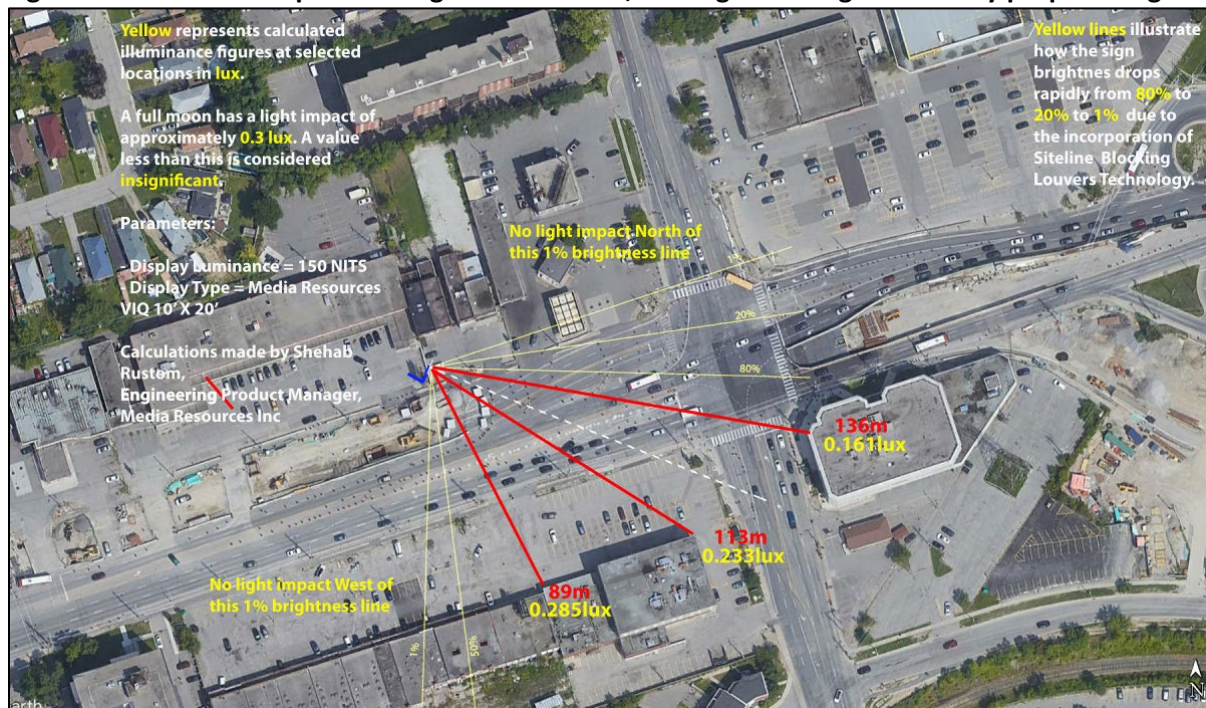 Yellow represents calculated
illuminance figures at selected
locations in lux.
A full moon has a light impact of
approximately 0.3 lux. A value
less than this is considered
insignificant.
Parameters:
- Display Luminance = 150 NITS
- Display Type = Media Resources
VIQ 10' X 20'
Calculations made by Shehab
Rustom,
Engineering Product Manager,
Media Resources Inc
Yellow lines illustrate
how the sign
brightnes drops
rapidly from 80% to
20% to 1% due to
the incorporation of
Siteline Blocking
Louvers Technology.
No light impact North of
this 1% brightness line
1%
20%
80%
136m
0.161lux
113m
0.233lux
89m
0.285lux
No light impact West of
this 1% brightness line
1%
50%
N